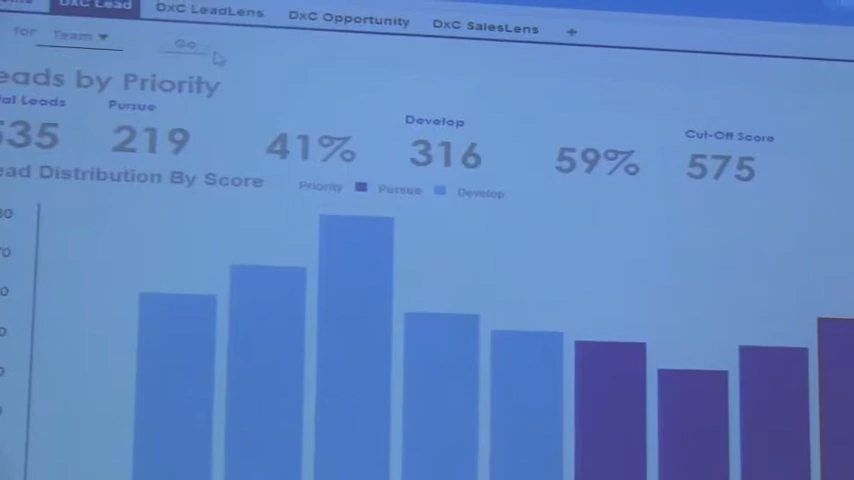 DxC Lead DxC LeadLens DxC Opportunity DxC SalesLens +
for Team Go
eads by Priority
al Leads Pursue Develop Cut-Off Score
535 219 41% 316 59% 575
ead Distribution By Score Priority Pursue Develop